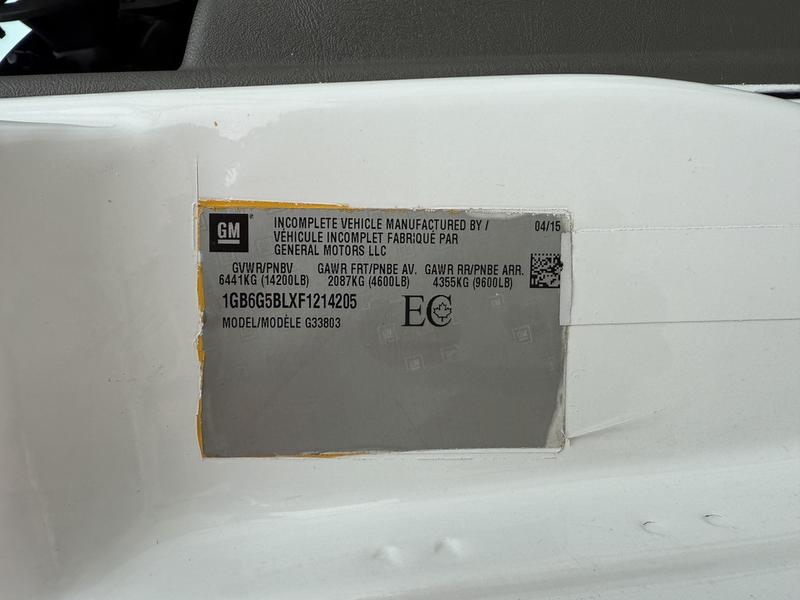 GM
INCOMPLETE VEHICLE MANUFACTURED BY /
04/15
VÉHICULE INCOMPLET FABRIQUÉ PAR
GENERAL MOTORS LLC
GVWR/PNBV GAWR FRT/PNBE AV. GAWR RR/PNBE ARR.
6441KG (14200LB) 2087KG (4600LB) 4355KG (9600LB)
1GB6G5BLXF1214205
EC
MODEL/MODÈLE G33803